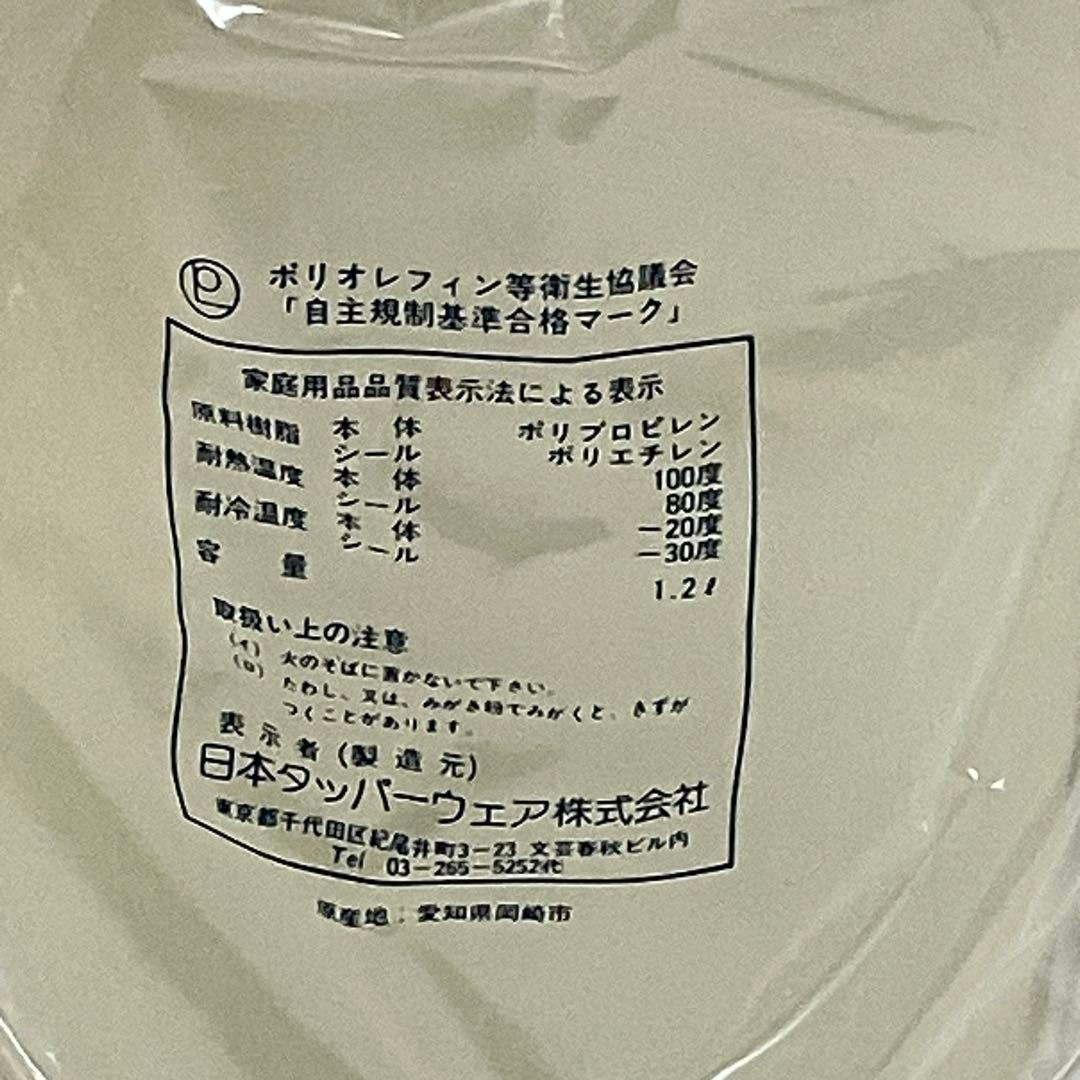 ポリオレフィン等衛生協議会
「自主規制基準合格マーク」
家庭用品品質表示法による表示
原料樹脂 本体 ポリプロピレン
シール ポリエチレン
耐熱温度 本体 100度
シール 80度
耐冷温度 本体 −20度
シール −30度
容量 1.2ℓ
取扱い上の注意
(イ) 火のそばに置かないで下さい。
(ロ) たわし、又は、みがき粉でみがくと、きずが
つくことがあります。
表示者(製造元)
日本タッパーウェア株式会社
東京都千代田区紀尾井町3−23 文芸春秋ビル内
Tel 03−265−5252代
原産地:愛知県岡崎市